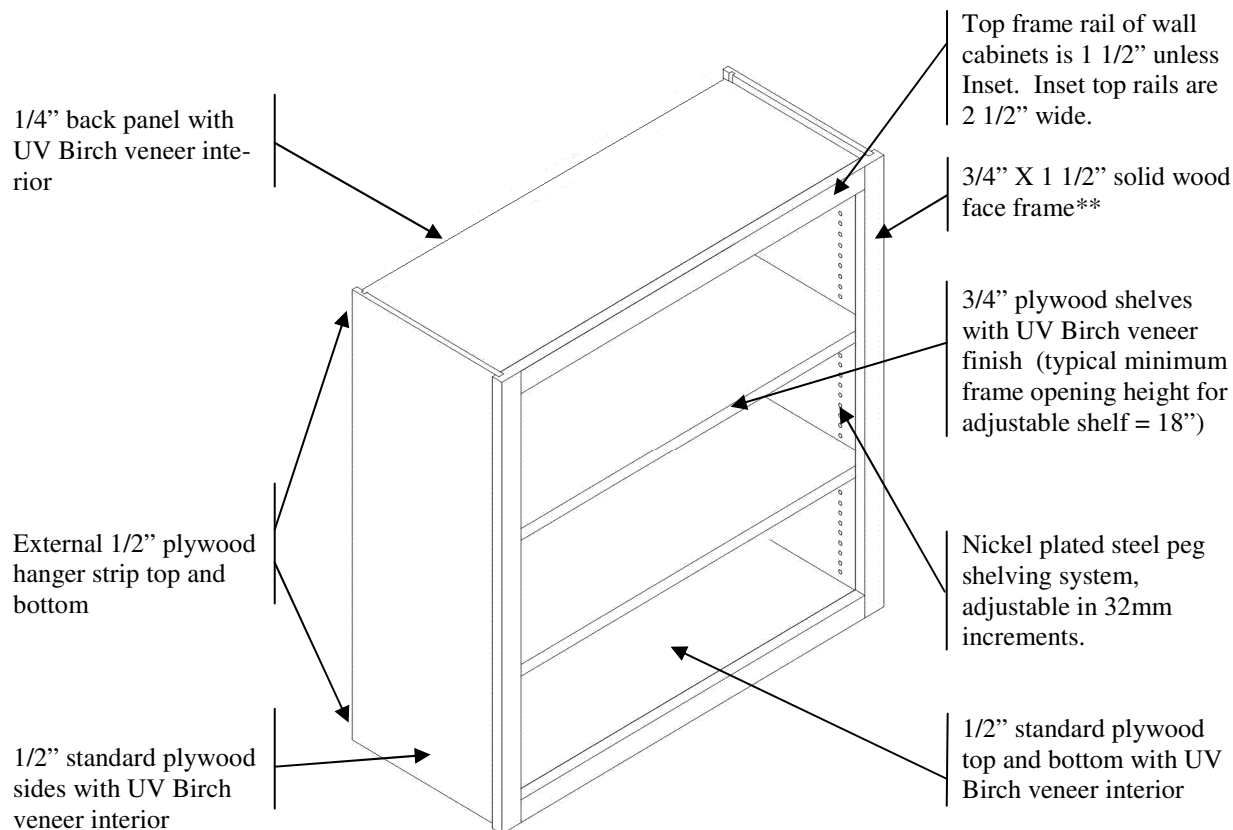 1/4” back panel with
UV Birch veneer inte-
rior
External 1/2” plywood
hanger strip top and
bottom
1/2” standard plywood
sides with UV Birch
veneer interior
Top frame rail of wall
cabinets is 1 1/2” unless
Inset.  Inset top rails are
2 1/2” wide.
3/4” X 1 1/2” solid wood
face frame**
3/4” plywood shelves
with UV Birch veneer
finish  (typical minimum
frame opening height for
adjustable shelf = 18”)
Nickel plated steel peg
shelving system,
adjustable in 32mm
increments.
1/2” standard plywood
top and bottom with UV
Birch veneer interior